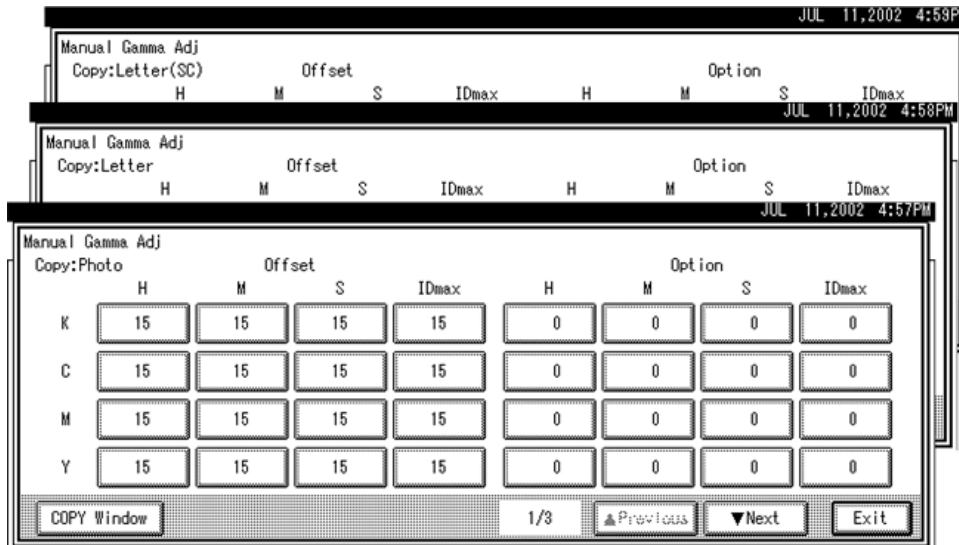 JUL 11,2002 4:59P
Manual Gamma Adj
Copy:Letter(SC) Offset Option
H M S IDmax H M S IDmax
JUL 11,2002 4:58PM
Manual Gamma Adj
Copy:Letter Offset Option
H M S IDmax H M S IDmax
JUL 11,2002 4:57PM
Manual Gamma Adj
Copy:Photo Offset Option
H M S IDmax H M S IDmax
K 15 15 15 15 0 0 0 0
C 15 15 15 15 0 0 0 0
M 15 15 15 15 0 0 0 0
Y 15 15 15 15 0 0 0 0
COPY Window 1/3 ▲Previous ▼Next Exit